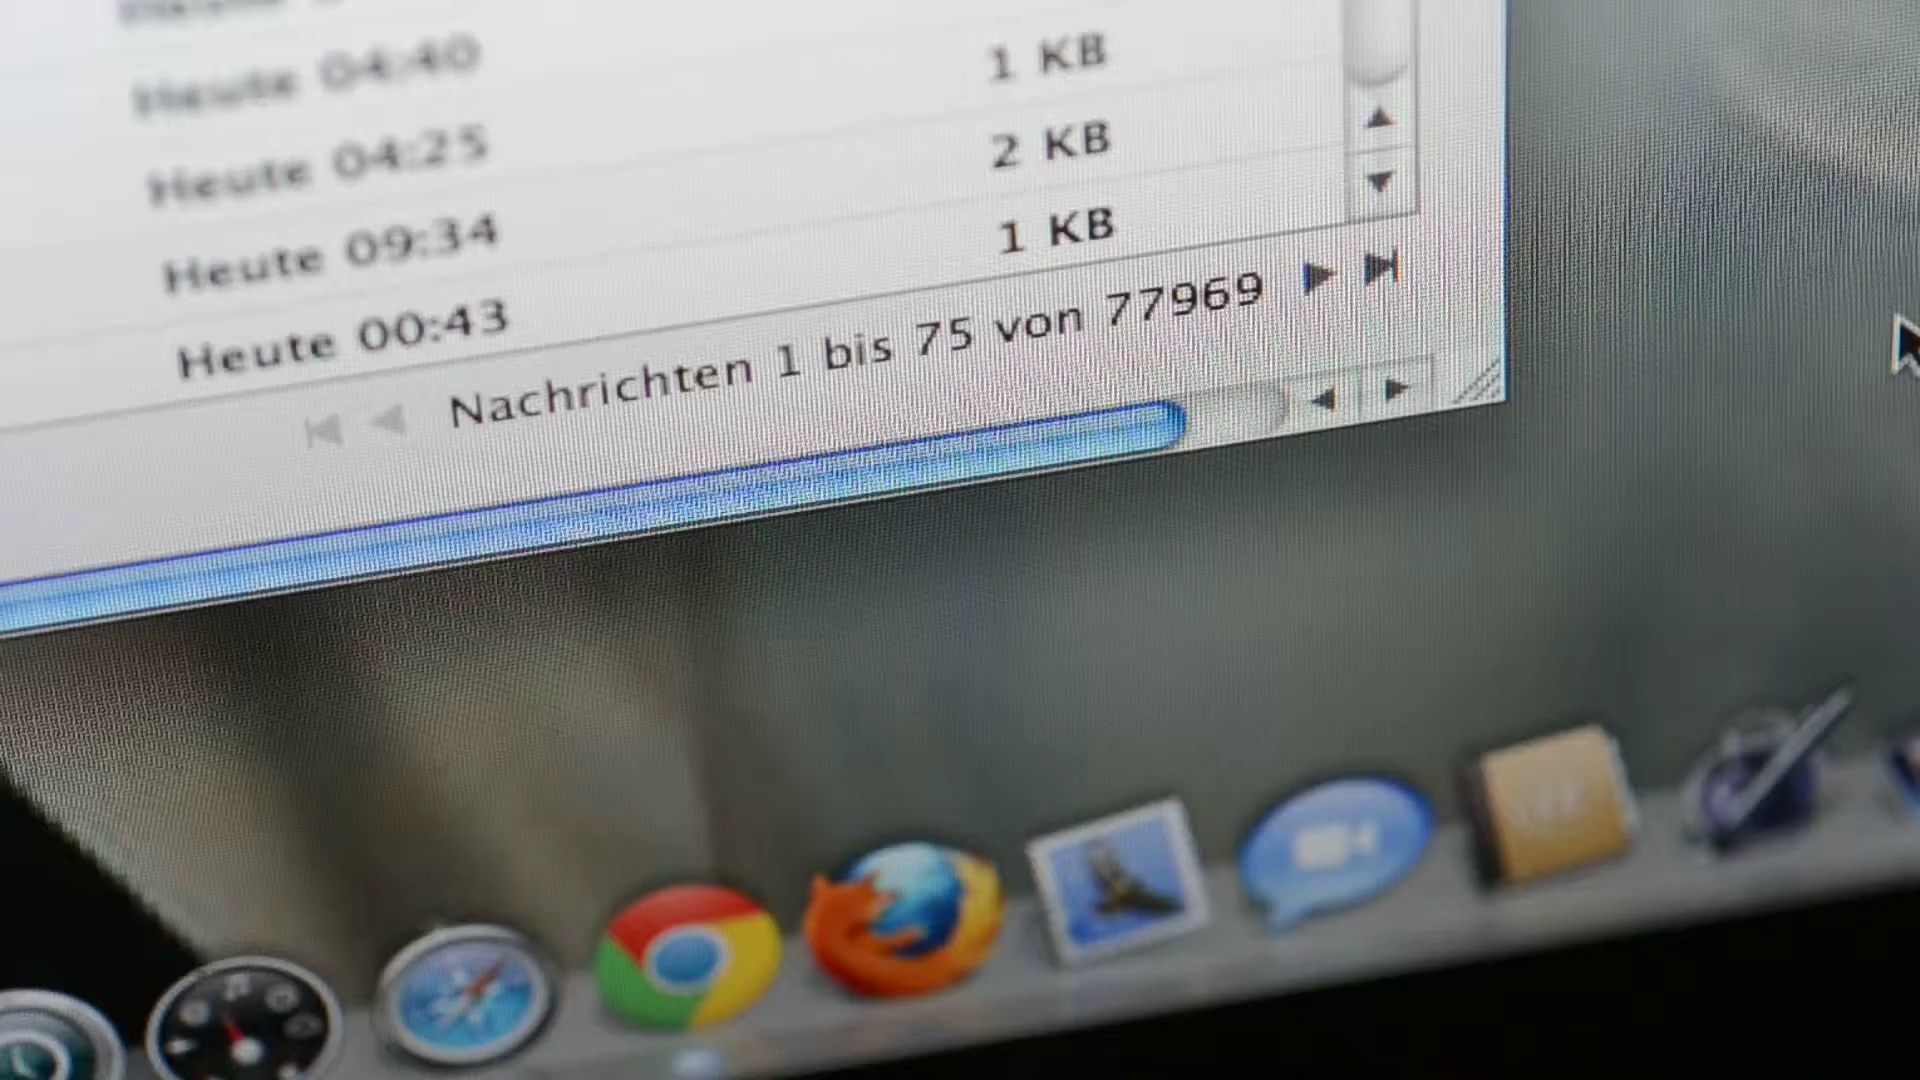 Heute 04:40 1 KB
Heute 04:25 2 KB
Heute 09:34 1 KB
Heute 00:43
Nachrichten 1 bis 75 von 77969